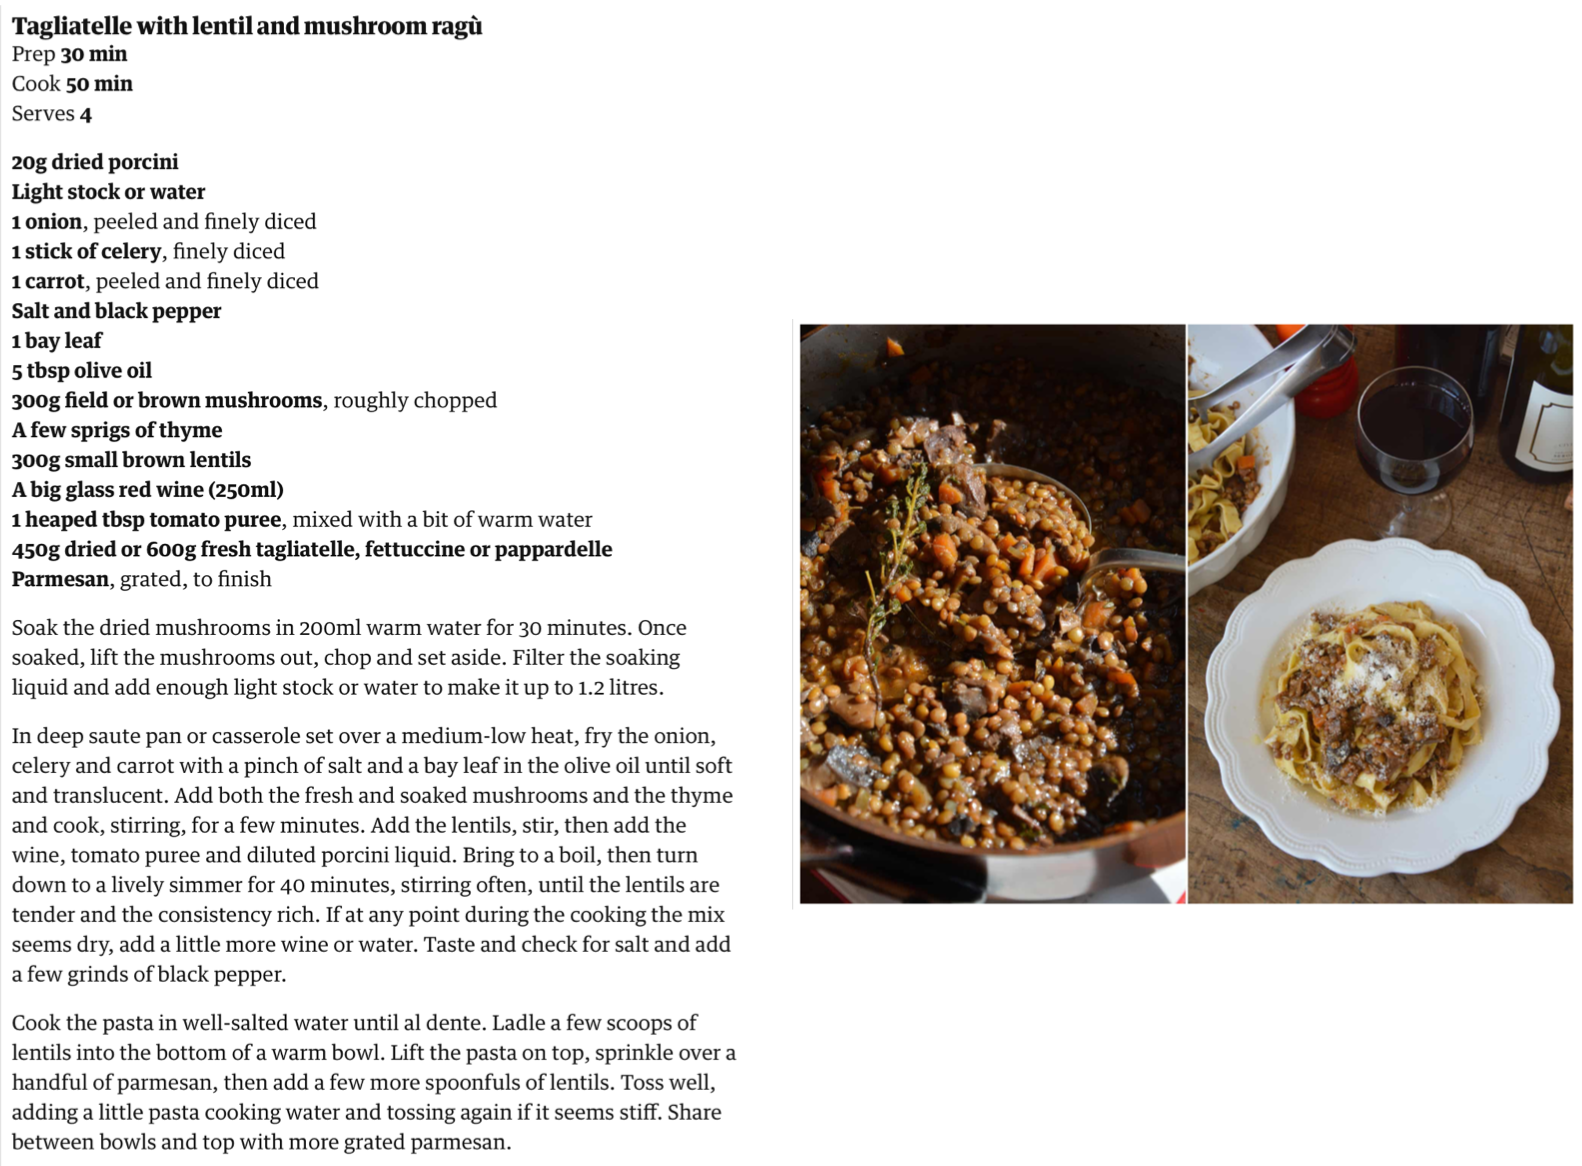 Tagliatelle with lentil and mushroom ragù
Prep 30 min
Cook 50 min
Serves 4
20g dried porcini
Light stock or water
1 onion, peeled and finely diced
1 stick of celery, finely diced
1 carrot, peeled and finely diced
Salt and black pepper
1 bay leaf
5 tbsp olive oil
300g field or brown mushrooms, roughly chopped
A few sprigs of thyme
300g small brown lentils
A big glass red wine (250ml)
1 heaped tbsp tomato puree, mixed with a bit of warm water
450g dried or 600g fresh tagliatelle, fettuccine or pappardelle
Parmesan, grated, to finish
Soak the dried mushrooms in 200ml warm water for 30 minutes. Once
soaked, lift the mushrooms out, chop and set aside. Filter the soaking
liquid and add enough light stock or water to make it up to 1.2 litres.
In deep saute pan or casserole set over a medium-low heat, fry the onion,
celery and carrot with a pinch of salt and a bay leaf in the olive oil until soft
and translucent. Add both the fresh and soaked mushrooms and the thyme
and cook, stirring, for a few minutes. Add the lentils, stir, then add the
wine, tomato puree and diluted porcini liquid. Bring to a boil, then turn
down to a lively simmer for 40 minutes, stirring often, until the lentils are
tender and the consistency rich. If at any point during the cooking the mix
seems dry, add a little more wine or water. Taste and check for salt and add
a few grinds of black pepper.
Cook the pasta in well-salted water until al dente. Ladle a few scoops of
lentils into the bottom of a warm bowl. Lift the pasta on top, sprinkle over a
handful of parmesan, then add a few more spoonfuls of lentils. Toss well,
adding a little pasta cooking water and tossing again if it seems stiff. Share
between bowls and top with more grated parmesan.